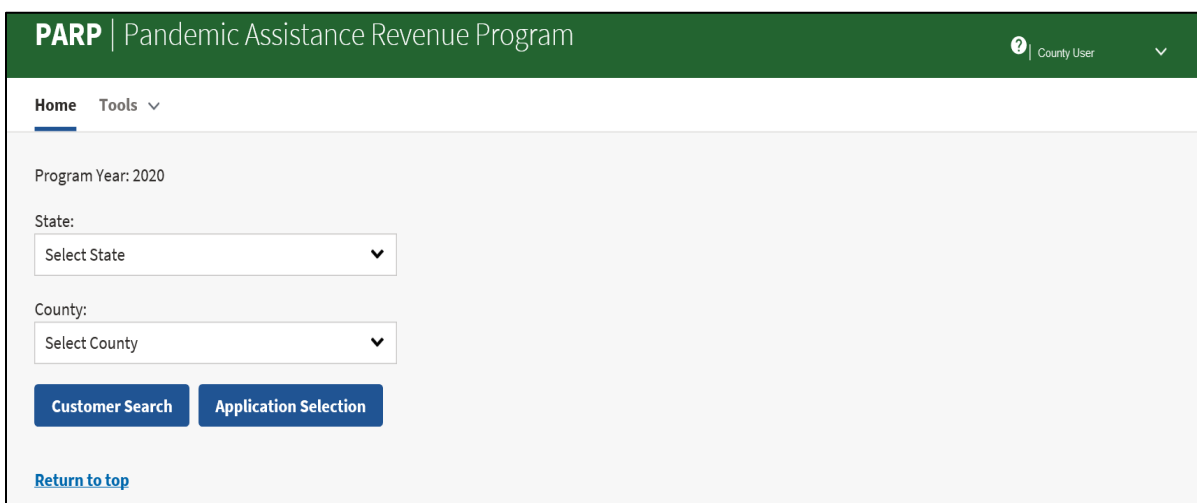 PARP | Pandemic Assistance Revenue Program
? | County User
Home Tools
Program Year: 2020
State:
Select State
County:
Select County
Customer Search Application Selection
Return to top